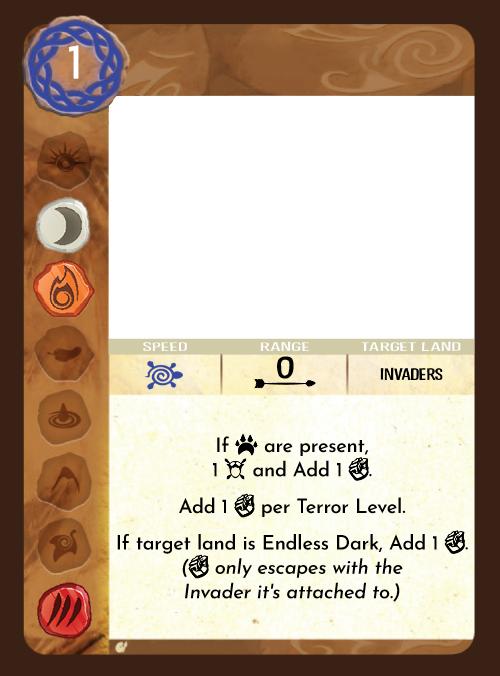 1
SPEED RANGE TARGET LAND
0 INVADERS
If are present,
1 and Add 1 .
Add 1 per Terror Level.
If target land is Endless Dark, Add 1 .
( only escapes with the
Invader it's attached to.)